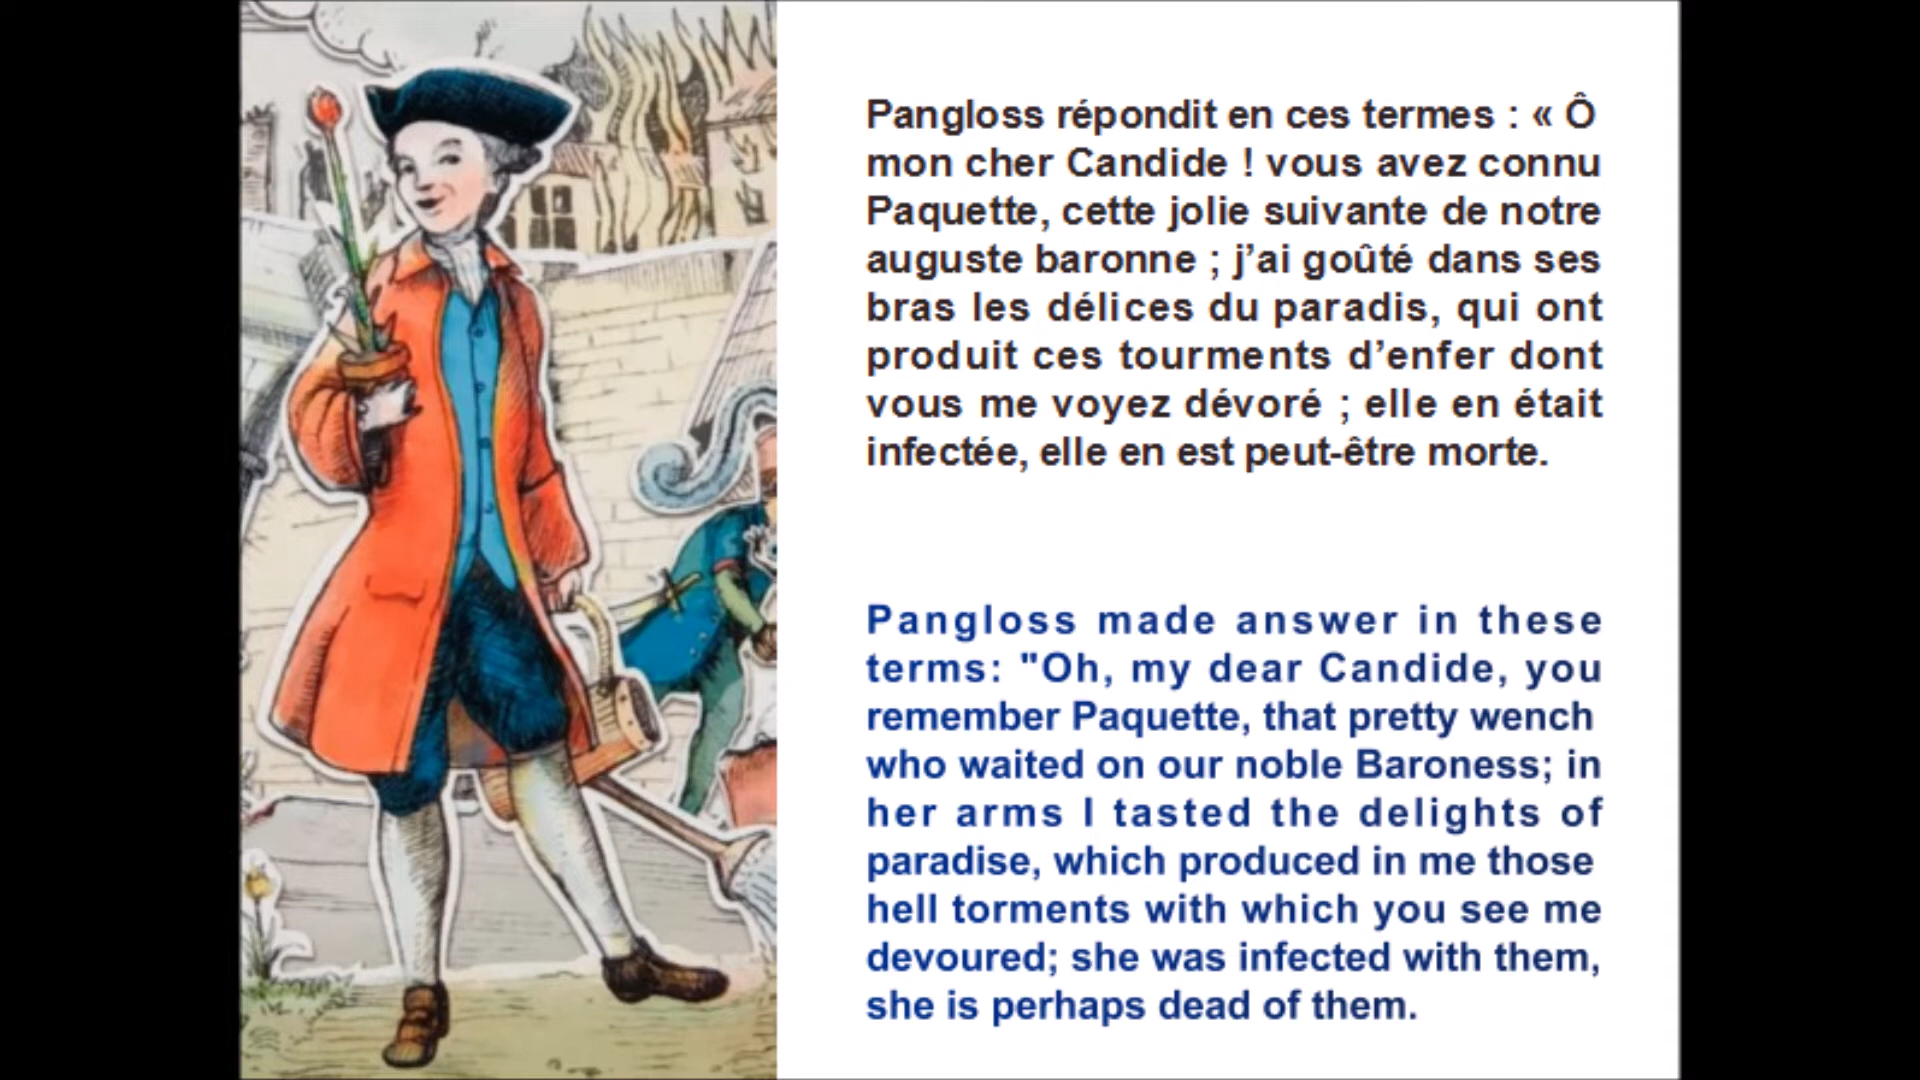 Pangloss répondit en ces termes : « Ô
mon cher Candide ! vous avez connu
Paquette, cette jolie suivante de notre
auguste baronne ; j’ai goûté dans ses
bras les délices du paradis, qui ont
produit ces tourments d’enfer dont
vous me voyez dévoré ; elle en était
infectée, elle en est peut-être morte.
Pangloss made answer in these
terms: "Oh, my dear Candide, you
remember Paquette, that pretty wench
who waited on our noble Baroness; in
her arms I tasted the delights of
paradise, which produced in me those
hell torments with which you see me
devoured; she was infected with them,
she is perhaps dead of them.